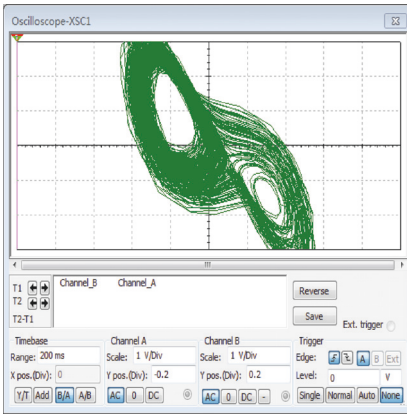 Oscilloscope-XSC1
T1
T2
T2-T1
Channel_B Channel_A
Reverse
Save
Ext. trigger
Timebase Channel A Channel B Trigger
Range: 200 ms Scale: 1 V/Div Scale: 1 V/Div Edge: A B Ext
X pos.(Div): 0 Y pos.(Div): -0.2 Y pos.(Div): 0.2 Level: 0 V
Y/T Add B/A A/B AC 0 DC AC 0 DC - Single Normal Auto None